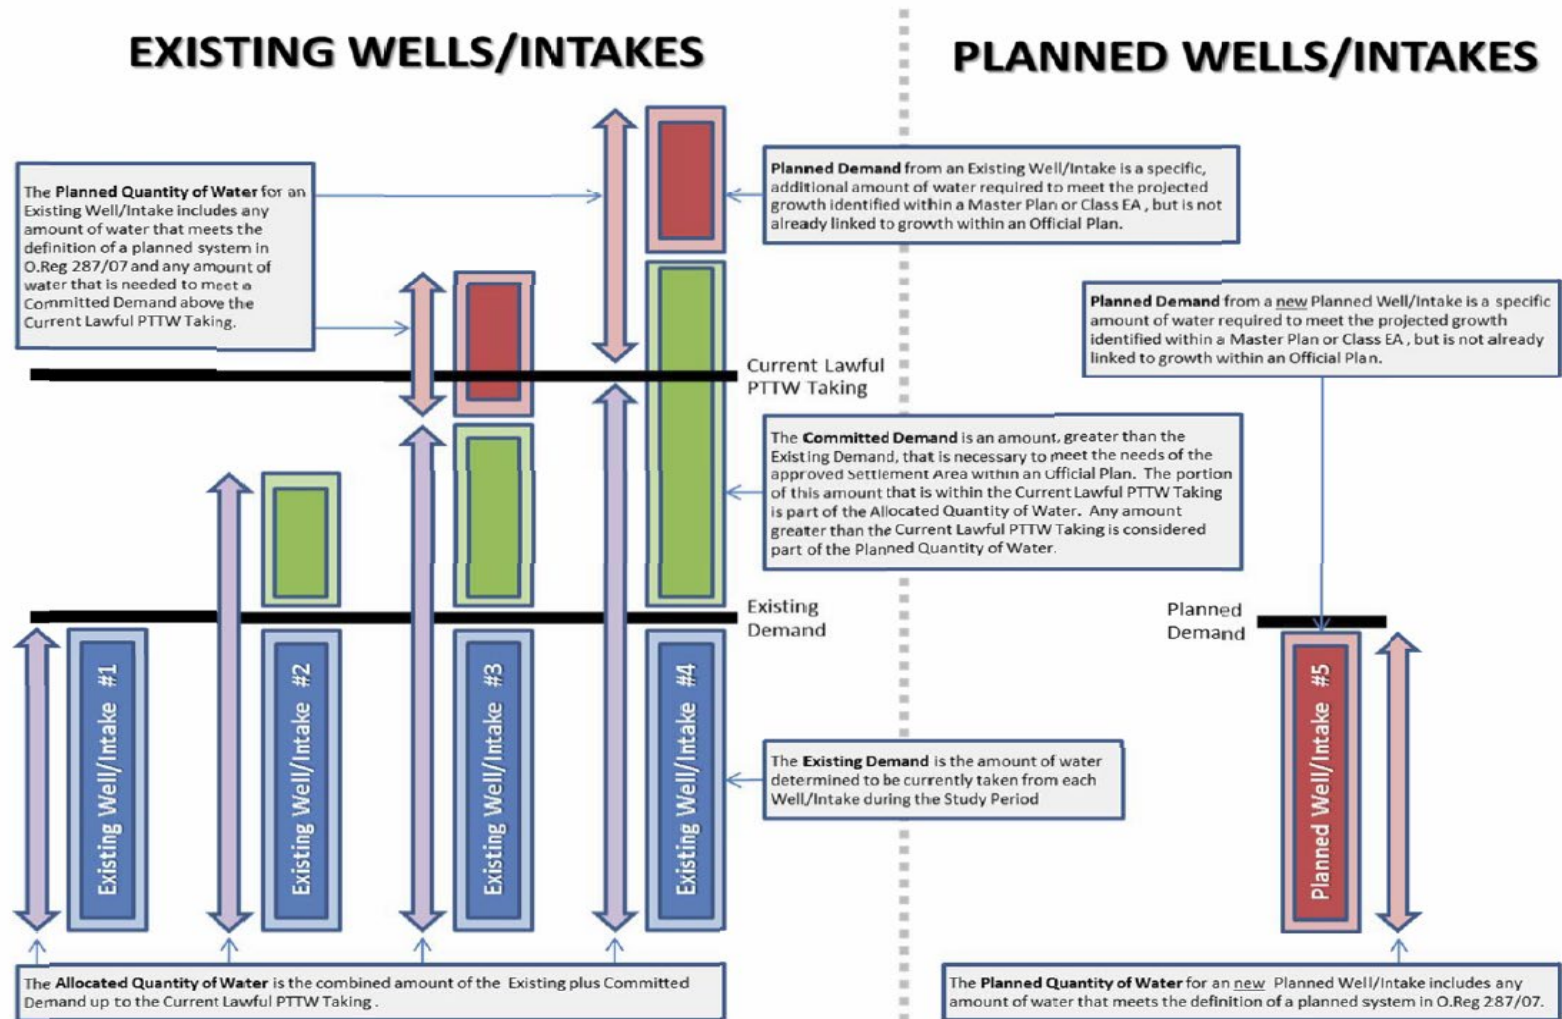 EXISTING WELLS/INTAKES
PLANNED WELLS/INTAKES
The Planned Quantity of Water for an
Existing Well/Intake includes any
amount of water that meets the
definition of a planned system in
O.Reg 287/07 and any amount of
water that is needed to meet a
Committed Demand above the
Current Lawful PTTW Taking.
Planned Demand from an Existing Well/Intake is a specific,
additional amount of water required to meet the projected
growth identified within a Master Plan or Class EA , but is not
already linked to growth within an Official Plan.
Planned Demand from a new Planned Well/Intake is a specific
amount of water required to meet the projected growth
identified within a Master Plan or Class EA , but is not already
linked to growth within an Official Plan.
Current Lawful
PTTW Taking
The Committed Demand is an amount, greater than the
Existing Demand, that is necessary to meet the needs of the
approved Settlement Area within an Official Plan. The portion
of this amount that is within the Current Lawful PTTW Taking
is part of the Allocated Quantity of Water. Any amount
greater than the Current Lawful PTTW Taking is considered
part of the Planned Quantity of Water.
Existing
Demand
Planned
Demand
Existing Well/Intake #1
Existing Well/Intake #2
Existing Well/Intake #3
Existing Well/Intake #4
Planned Well/Intake #5
The Existing Demand is the amount of water
determined to be currently taken from each
Well/Intake during the Study Period
The Allocated Quantity of Water is the combined amount of the Existing plus Committed
Demand up to the Current Lawful PTTW Taking .
The Planned Quantity of Water for an new Planned Well/Intake includes any
amount of water that meets the definition of a planned system in O.Reg 287/07.